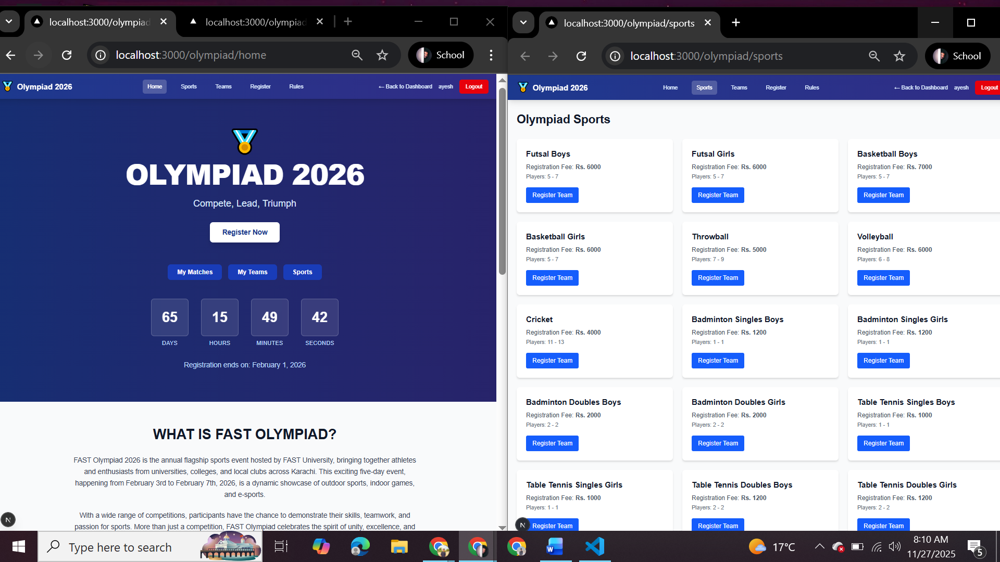 localhost:3000/olympiad
localhost:3000/olympiad
localhost:3000/olympiad/home
School
Olympiad 2026
Home
Sports
Teams
Register
Rules
← Back to Dashboard
ayesh
Logout
OLYMPIAD 2026
Compete, Lead, Triumph
Register Now
My Matches
My Teams
Sports
65
15
49
42
DAYS
HOURS
MINUTES
SECONDS
Registration ends on: February 1, 2026
WHAT IS FAST OLYMPIAD?
FAST Olympiad 2026 is the annual flagship sports event hosted by FAST University, bringing together athletes
and enthusiasts from universities, colleges, and local clubs across Karachi. This exciting five-day event,
happening from February 3rd to February 7th, 2026, is a dynamic showcase of outdoor sports, indoor games,
and e-sports.
With a wide range of competitions, participants have the chance to demonstrate their skills, teamwork, and
passion for sports. More than just a competition, FAST Olympiad celebrates the spirit of unity, excellence, and
N
localhost:3000/olympiad/sports
localhost:3000/olympiad/sports
School
Olympiad 2026
Home
Sports
Teams
Register
Rules
← Back to Dashboard
ayesh
Logout
Olympiad Sports
Futsal Boys
Registration Fee: Rs. 6000
Players: 5 - 7
Register Team
Futsal Girls
Registration Fee: Rs. 6000
Players: 5 - 7
Register Team
Basketball Boys
Registration Fee: Rs. 7000
Players: 5 - 7
Register Team
Basketball Girls
Registration Fee: Rs. 6000
Players: 5 - 7
Register Team
Throwball
Registration Fee: Rs. 5000
Players: 7 - 9
Register Team
Volleyball
Registration Fee: Rs. 6000
Players: 6 - 8
Register Team
Cricket
Registration Fee: Rs. 4000
Players: 11 - 13
Register Team
Badminton Singles Boys
Registration Fee: Rs. 1200
Players: 1 - 1
Register Team
Badminton Singles Girls
Registration Fee: Rs. 1200
Players: 1 - 1
Register Team
Badminton Doubles Boys
Registration Fee: Rs. 2000
Players: 2 - 2
Register Team
Badminton Doubles Girls
Registration Fee: Rs. 2000
Players: 2 - 2
Register Team
Table Tennis Singles Boys
Registration Fee: Rs. 1000
Players: 1 - 1
Register Team
Table Tennis Singles Girls
Registration Fee: Rs. 1000
Players: 1 - 1
Register Team
Table Tennis Doubles Boys
Registration Fee: Rs. 1200
Players: 2 - 2
Register Team
Table Tennis Doubles Girls
Registration Fee: Rs. 1200
Players: 2 - 2
Register Team
N
Type here to search
W
17°C
8:10 AM
11/27/2025
5